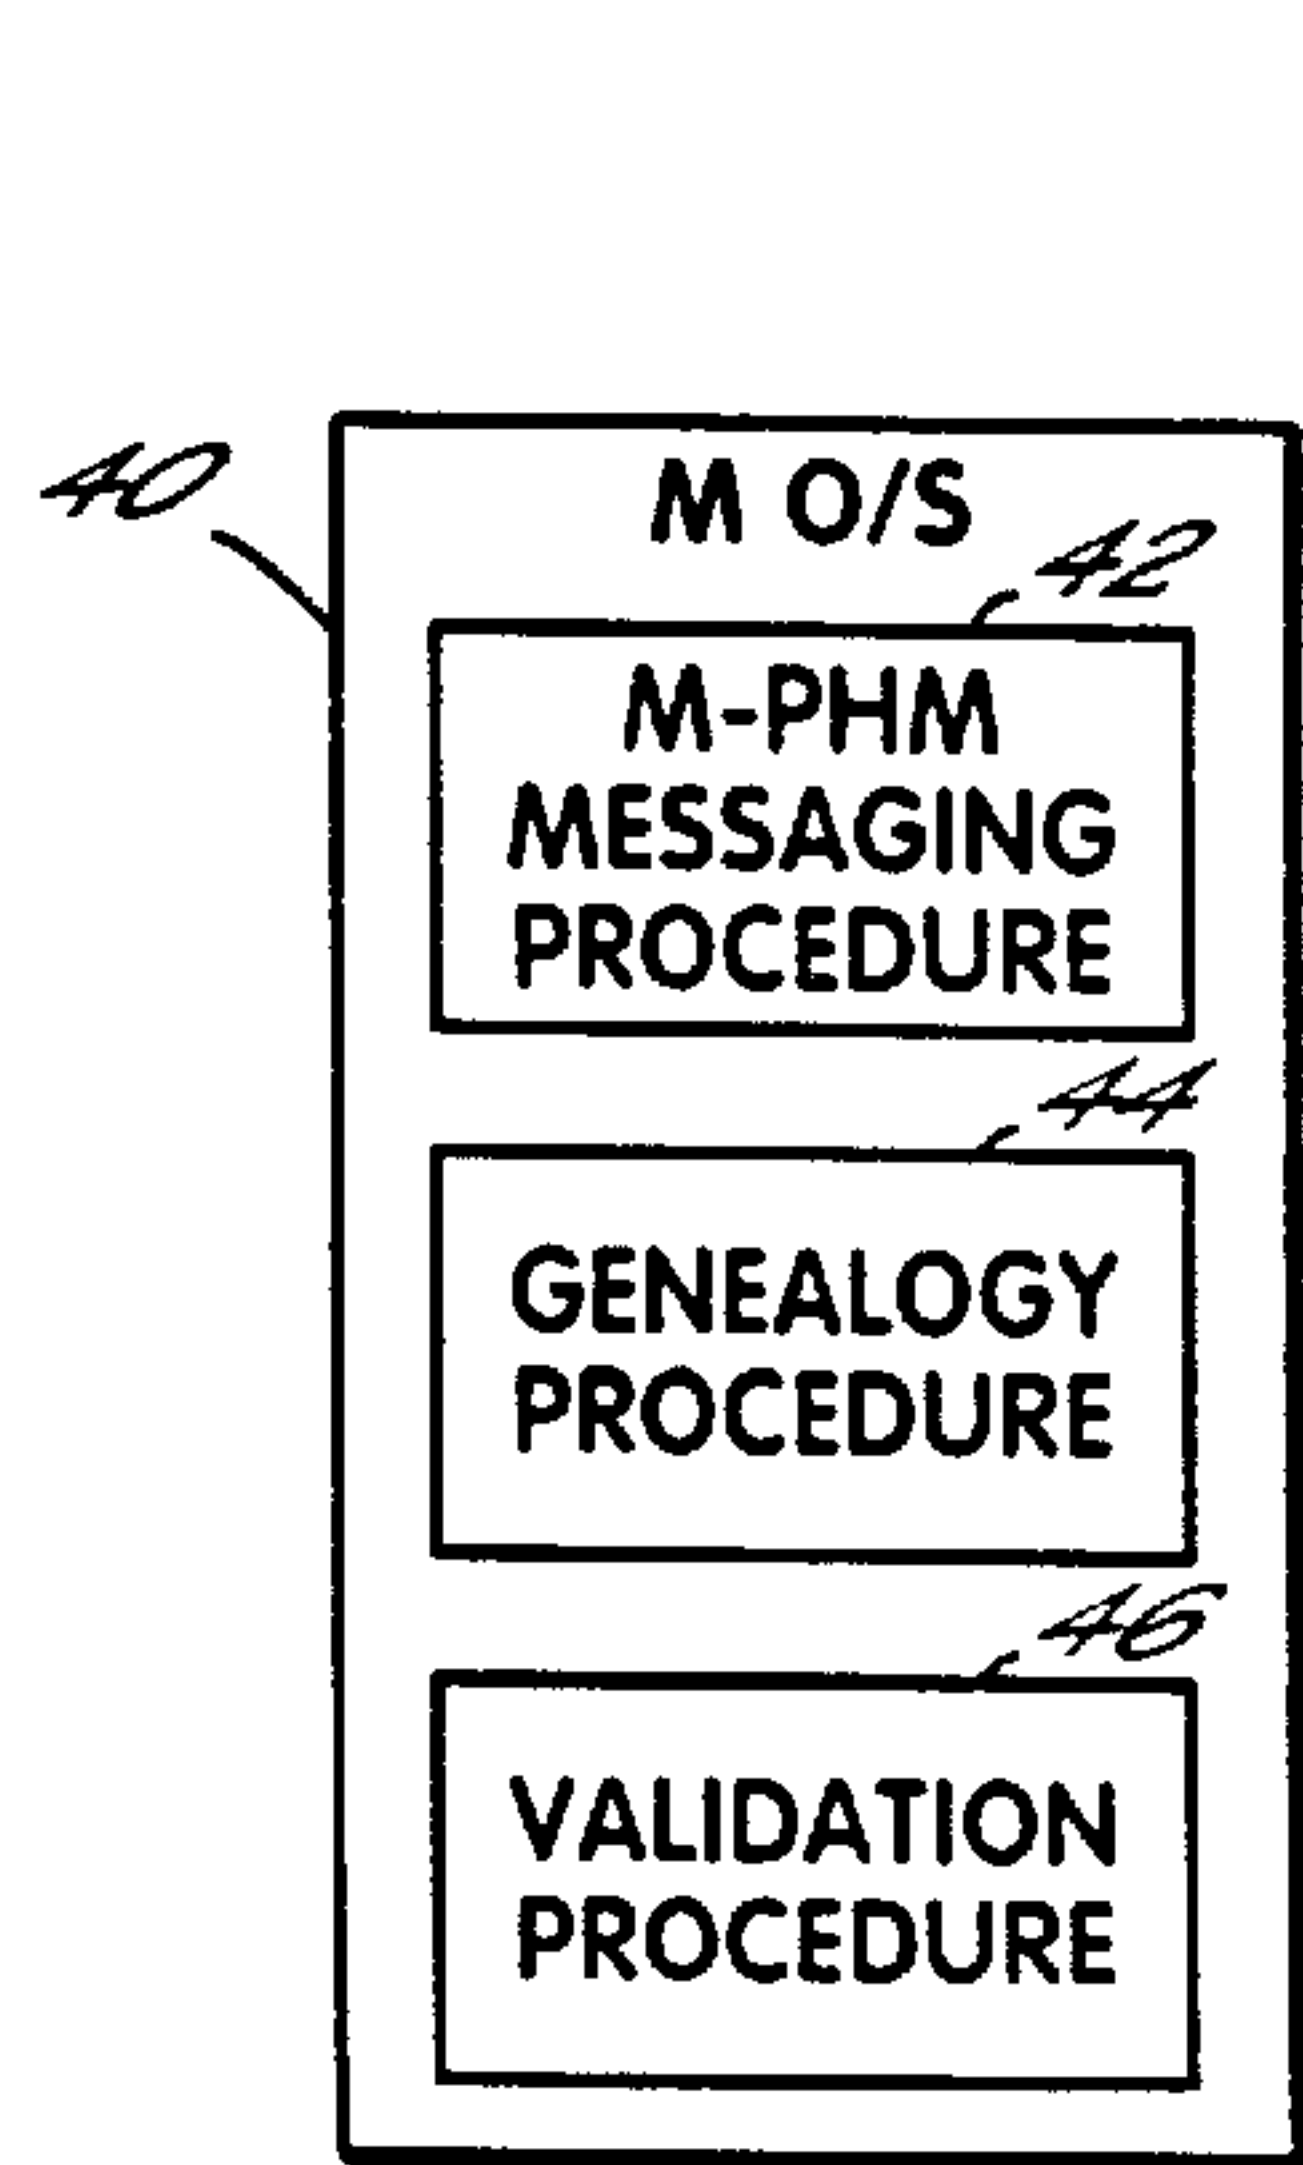 40
M O/S
42
M-PHM
MESSAGING
PROCEDURE
44
GENEALOGY
PROCEDURE
46
VALIDATION
PROCEDURE